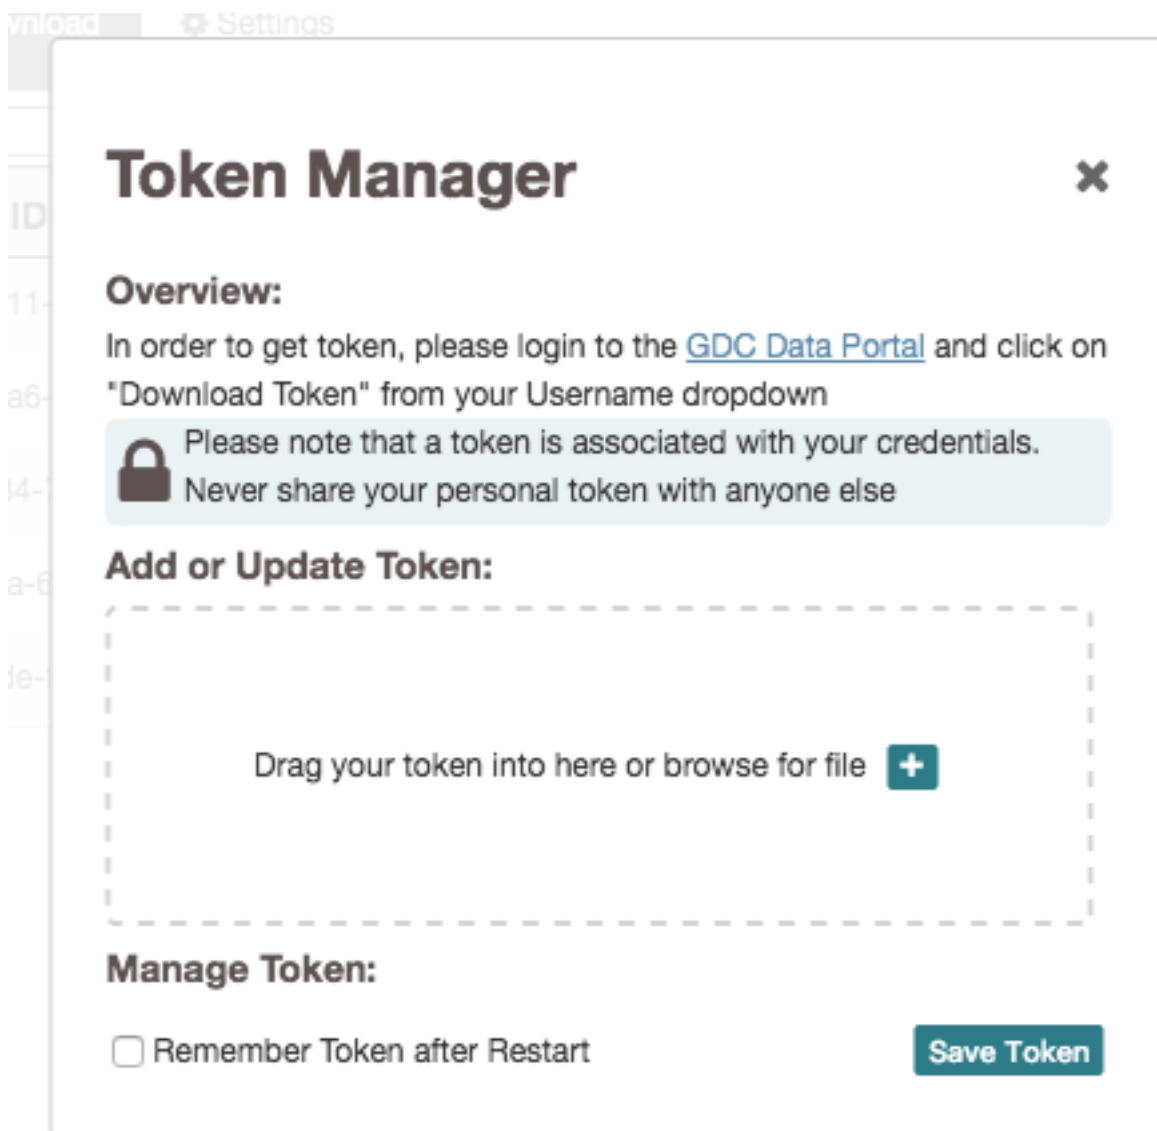 Settings
Token Manager
ID
Overview:
In order to get token, please login to the GDC Data Portal and click on
"Download Token" from your Username dropdown
Please note that a token is associated with your credentials.
Never share your personal token with anyone else
Add or Update Token:
Drag your token into here or browse for file
Manage Token:
Remember Token after Restart
Save Token